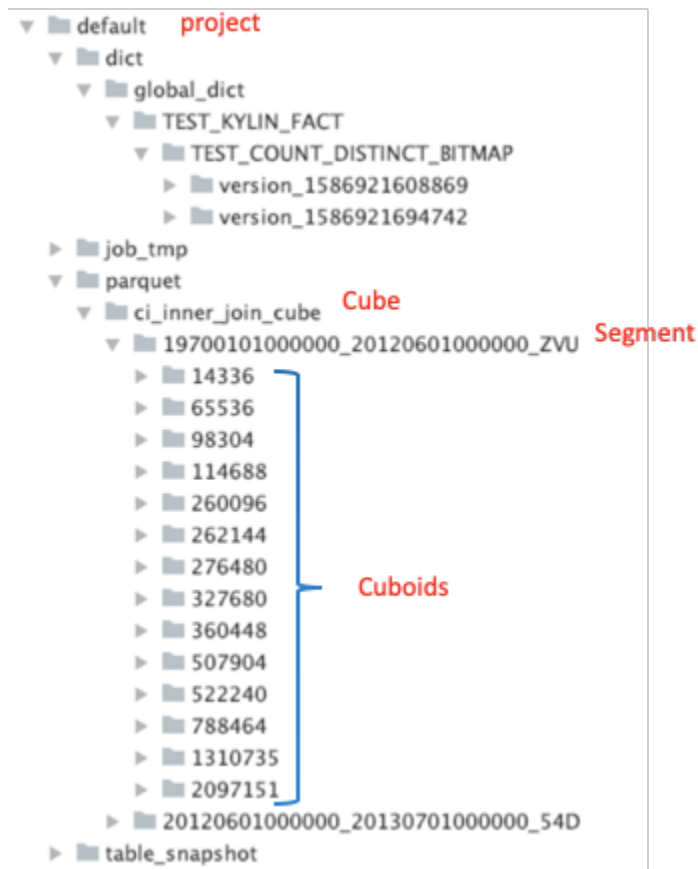 default project
dict
global_dict
TEST_KYLIN_FACT
TEST_COUNT_DISTINCT_BITMAP
version_1586921608869
version_1586921694742
job_tmp
parquet
ci_inner_join_cube Cube
19700101000000_20120601000000_ZVU Segment
14336
65536
98304
114688
260096
262144
276480
327680
360448
507904
522240
788464
1310735
2097151
Cuboids
20120601000000_20130701000000_54D
table_snapshot